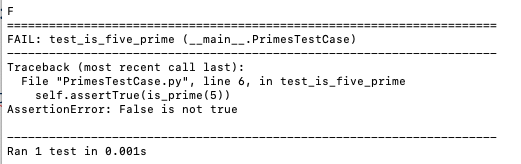 F
======================================================================
FAIL: test_is_five_prime (__main__.PrimesTestCase)
----------------------------------------------------------------------
Traceback (most recent call last):
  File "PrimesTestCase.py", line 6, in test_is_five_prime
    self.assertTrue(is_prime(5))
AssertionError: False is not true

----------------------------------------------------------------------
Ran 1 test in 0.001s